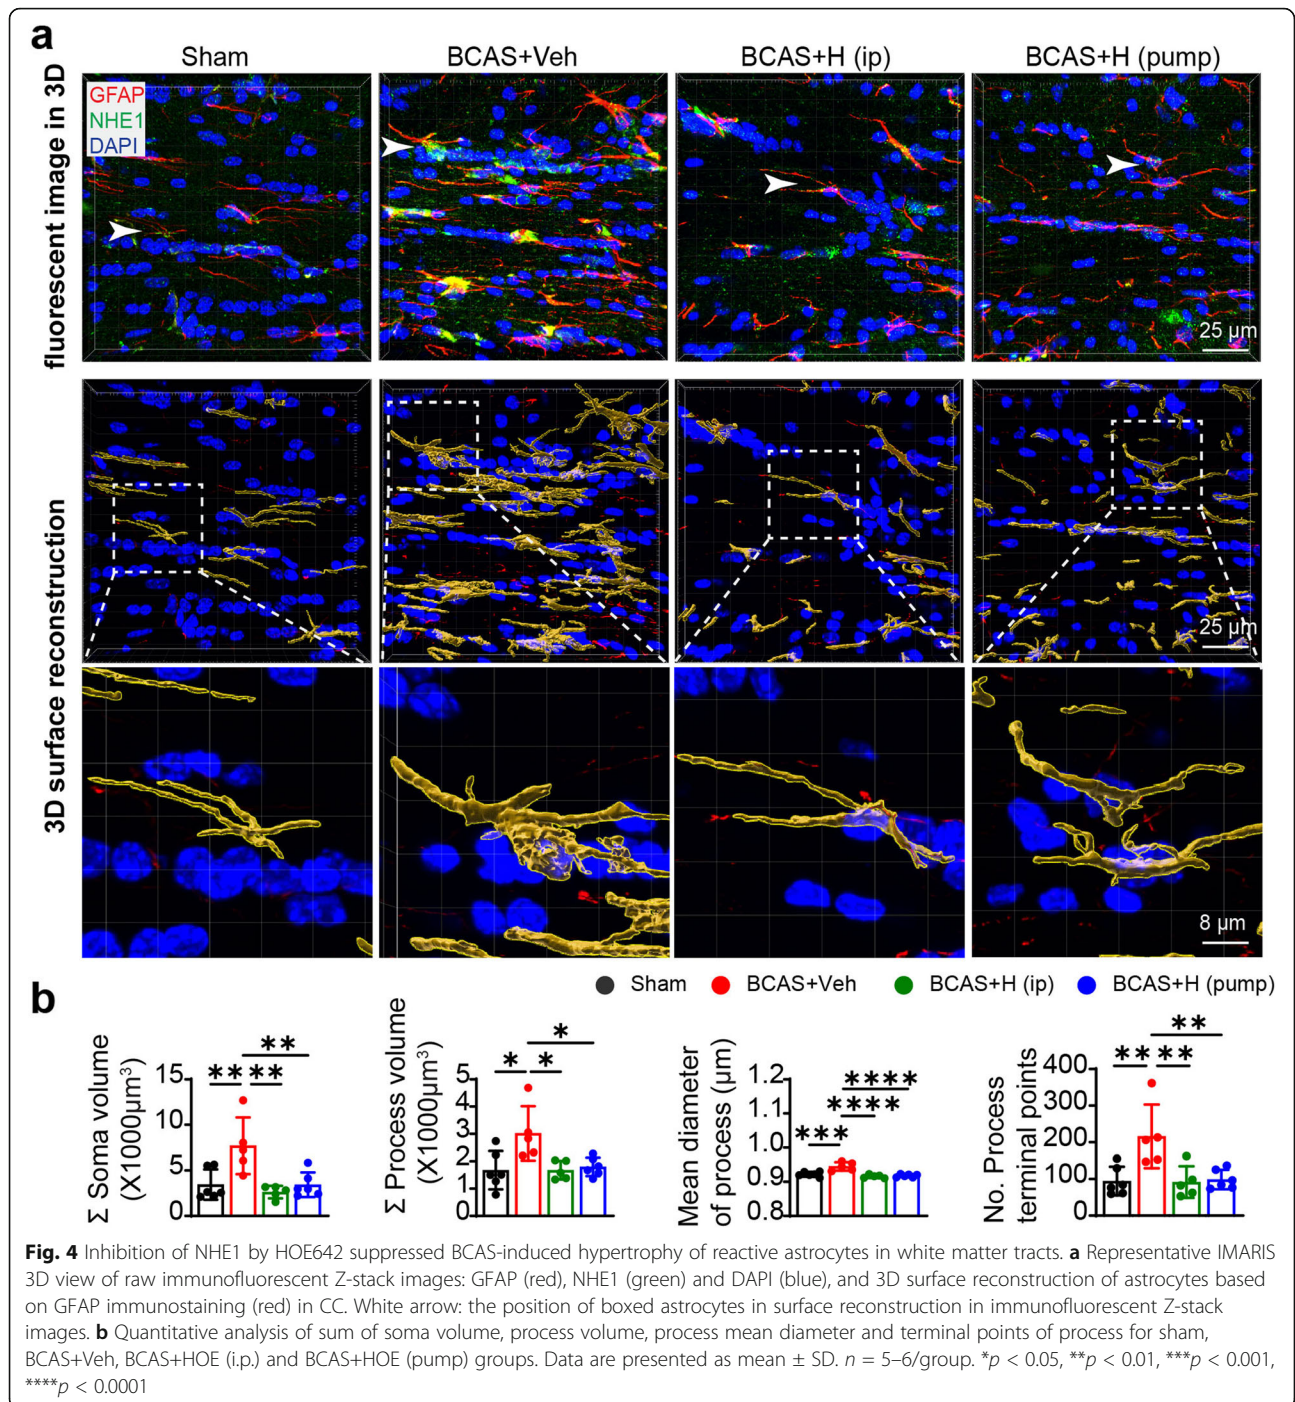 a
Sham
BCAS+Veh
BCAS+H (ip)
BCAS+H (pump)
fluorescent image in 3D
GFAP
NHE1
DAPI
25 μm
3D surface reconstruction
25 μm
8 μm
b
Sham
BCAS+Veh
BCAS+H (ip)
BCAS+H (pump)
Σ Soma volume
(X1000μm³)
15
10
5
0
** ** **
Σ Process volume
(X1000μm³)
5
4
3
2
1
0
* * *
Mean diameter
of process (μm)
1.2
1.1
1.0
0.9
0.8
*** **** ****
No. Process
terminal points
400
300
200
100
0
** ** **
Fig. 4 Inhibition of NHE1 by HOE642 suppressed BCAS-induced hypertrophy of reactive astrocytes in white matter tracts. a Representative IMARIS
3D view of raw immunofluorescent Z-stack images: GFAP (red), NHE1 (green) and DAPI (blue), and 3D surface reconstruction of astrocytes based
on GFAP immunostaining (red) in CC. White arrow: the position of boxed astrocytes in surface reconstruction in immunofluorescent Z-stack
images. b Quantitative analysis of sum of soma volume, process volume, process mean diameter and terminal points of process for sham,
BCAS+Veh, BCAS+HOE (i.p.) and BCAS+HOE (pump) groups. Data are presented as mean ± SD. n = 5–6/group. *p < 0.05, **p < 0.01, ***p < 0.001,
****p < 0.0001